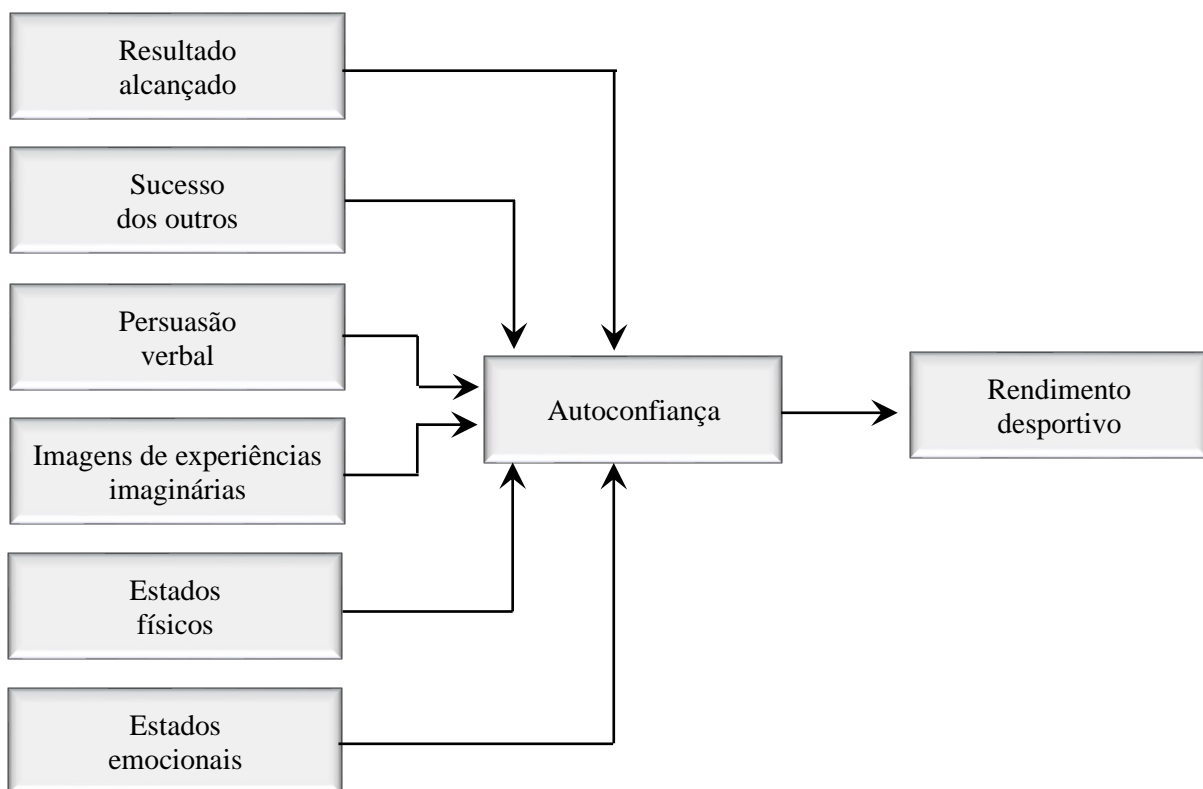 Resultado
alcançado
Sucesso
dos outros
Persuasão
verbal
Imagens de experiências
imaginárias
Estados
físicos
Estados
emocionais
Autoconfiança
Rendimento
desportivo